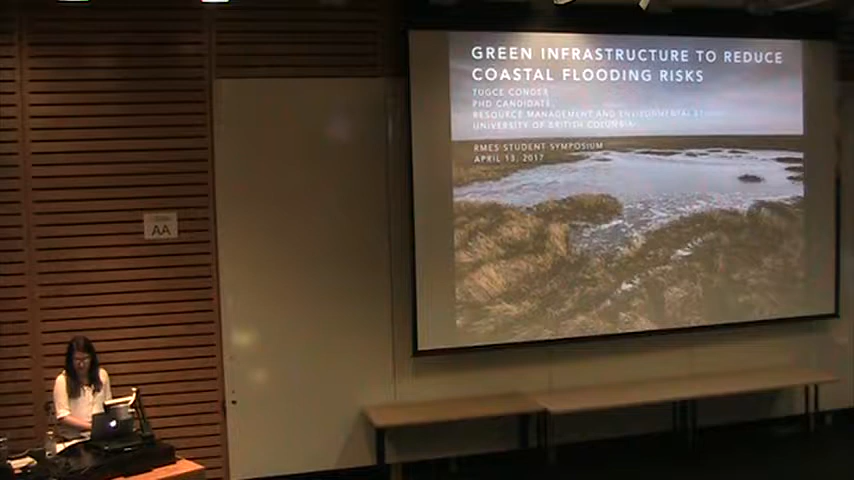 GREEN INFRASTRUCTURE TO REDUCE
COASTAL FLOODING RISKS
TUGCE CONGER
PHD CANDIDATE
RESOURCE MANAGEMENT AND ENVIRONMENTAL
UNIVERSITY OF BRITISH COLUMBIA
RMES STUDENT SYMPOSIUM
APRIL 13, 2017
AA